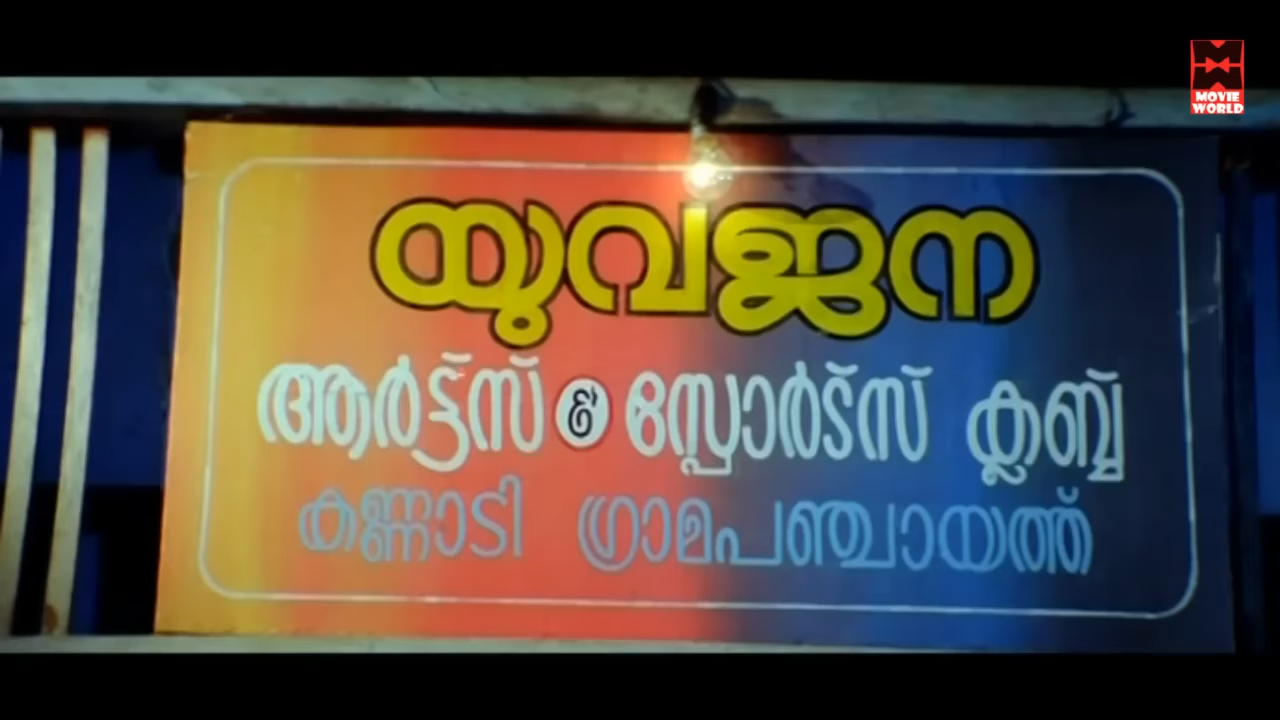 MOVIE
WORLD
യുവജന
ആർട്ട്സ് & സ്പോർട്സ് ക്ലബ്ബ്
കണ്ണാടി ഗ്രാമപഞ്ചായത്ത്